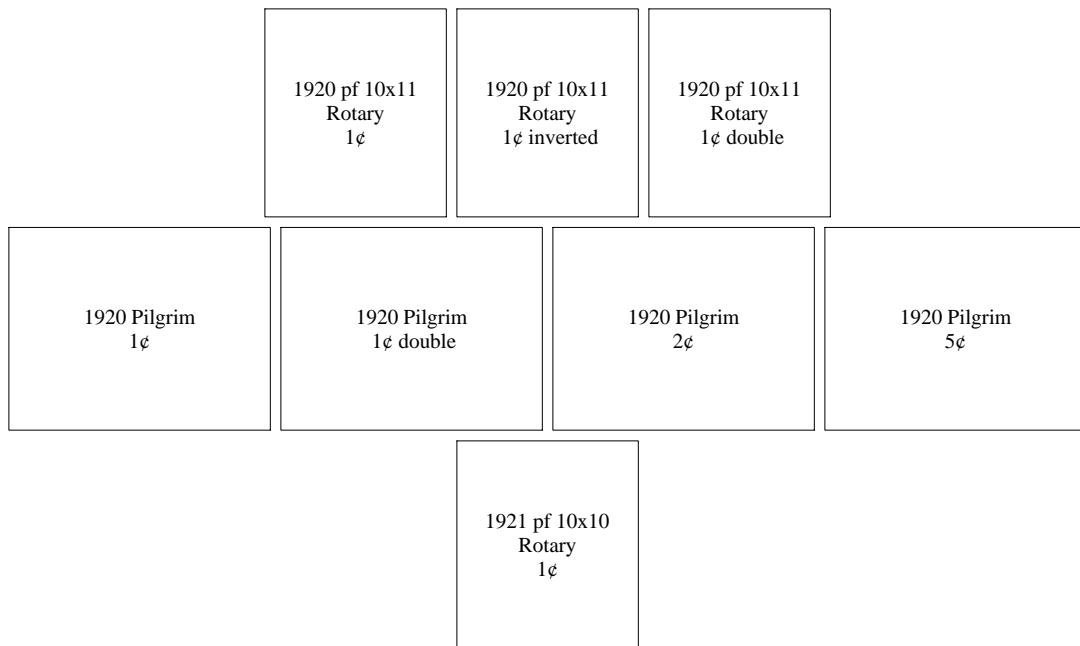 1920 pf 10x11
Rotary
1¢
1920 pf 10x11
Rotary
1¢ inverted
1920 pf 10x11
Rotary
1¢ double
1920 Pilgrim
1¢
1920 Pilgrim
1¢ double
1920 Pilgrim
2¢
1920 Pilgrim
5¢
1921 pf 10x10
Rotary
1¢